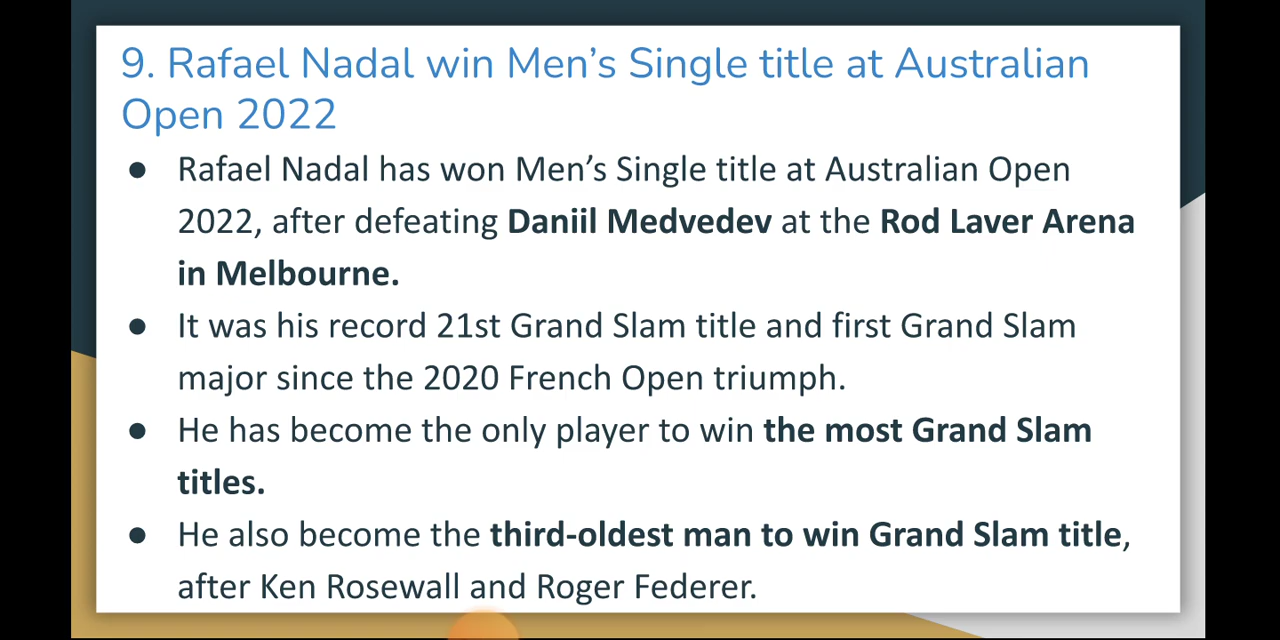 9. Rafael Nadal win Men’s Single title at Australian
Open 2022
● Rafael Nadal has won Men’s Single title at Australian Open
2022, after defeating Daniil Medvedev at the Rod Laver Arena
in Melbourne.
● It was his record 21st Grand Slam title and first Grand Slam
major since the 2020 French Open triumph.
● He has become the only player to win the most Grand Slam
titles.
● He also become the third-oldest man to win Grand Slam title,
after Ken Rosewall and Roger Federer.